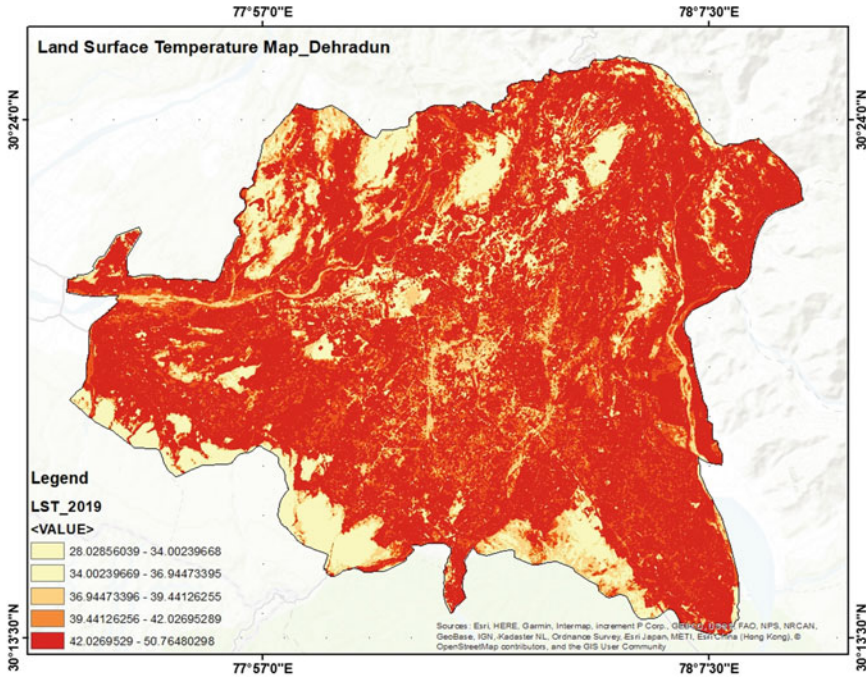 77°57'0"E
78°7'30"E
Land Surface Temperature Map_Dehradun
30°24'0"N
30°24'0"N
Legend
LST_2019
<VALUE>
28.02856039 - 34.00239668
34.00239669 - 36.94473395
36.94473396 - 39.44126255
39.44126256 - 42.02695289
42.0269529 - 50.76480298
Sources: Esri, HERE, Garmin, Intermap, increment P Corp., GEBCO, USGS, FAO, NPS, NRCAN,
GeoBase, IGN, Kadaster NL, Ordnance Survey, Esri Japan, METI, Esri China (Hong Kong), ©
OpenStreetMap contributors, and the GIS User Community
30°13'30"N
30°13'30"N
77°57'0"E
78°7'30"E